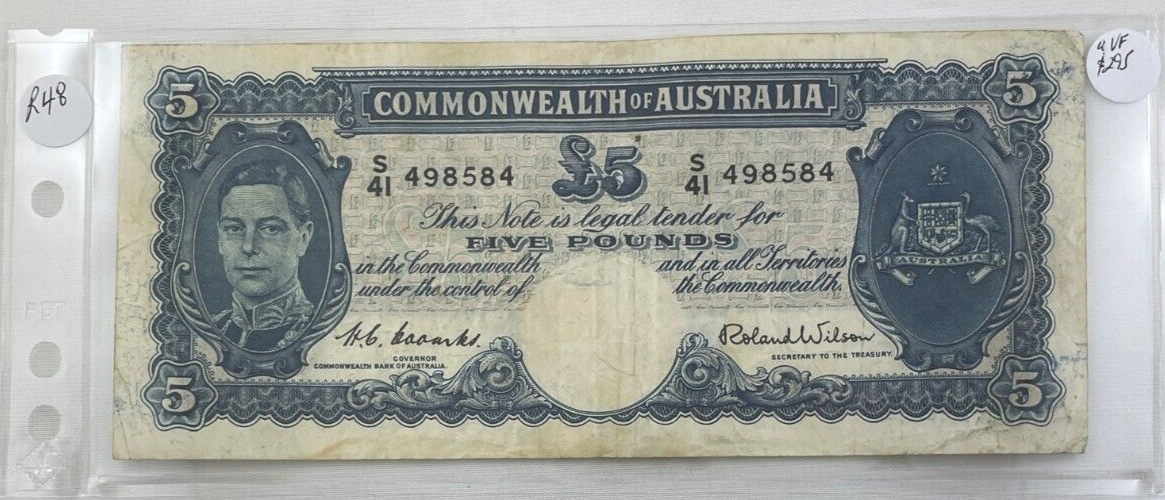 R48
a VF
$295
5
5
COMMONWEALTH OF AUSTRALIA
S/41 498584
£5
S/41 498584
This Note is legal tender for
FIVE POUNDS
in the Commonwealth and in all Territories
under the control of the Commonwealth.
AUSTRALIA
H.C. Coombs.
Roland Wilson
GOVERNOR
COMMONWEALTH BANK OF AUSTRALIA.
SECRETARY TO THE TREASURY.
5
5